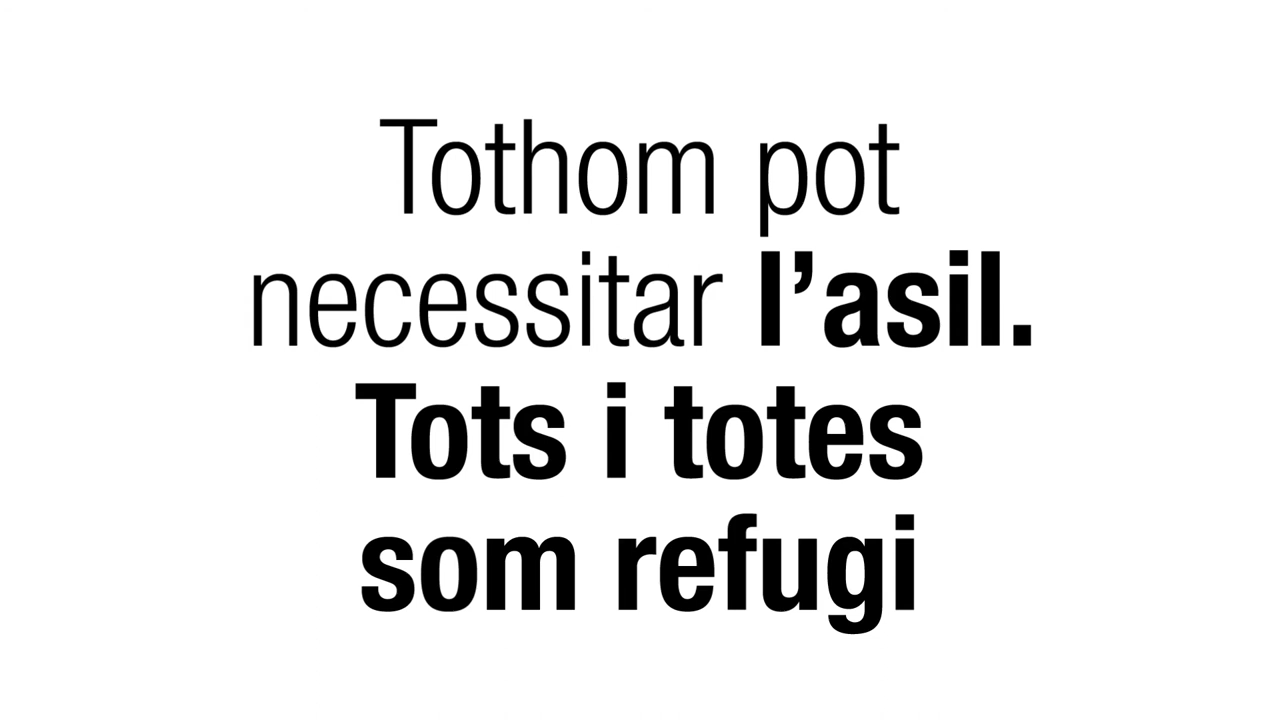 Tothom pot
necessitar l’asil.
Tots i totes
som refugi